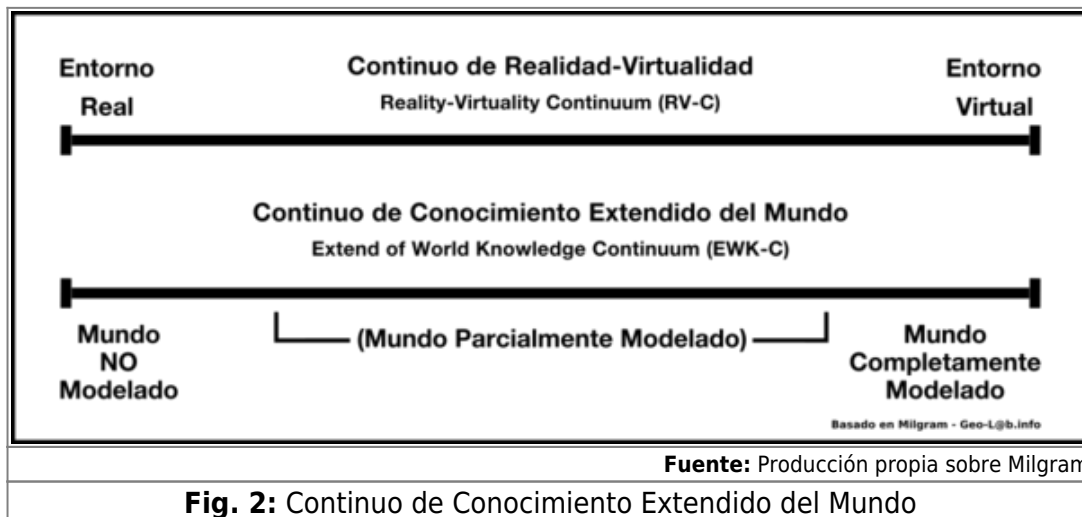 Entorno
Real
Continuo de Realidad-Virtualidad
Reality-Virtuality Continuum (RV-C)
Entorno
Virtual
Continuo de Conocimiento Extendido del Mundo
Extend of World Knowledge Continuum (EWK-C)
Mundo
NO
Modelado
(Mundo Parcialmente Modelado)
Mundo
Completamente
Modelado
Basado en Milgram - Geo-L@b.info
Fuente: Producción propia sobre Milgram
Fig. 2: Continuo de Conocimiento Extendido del Mundo